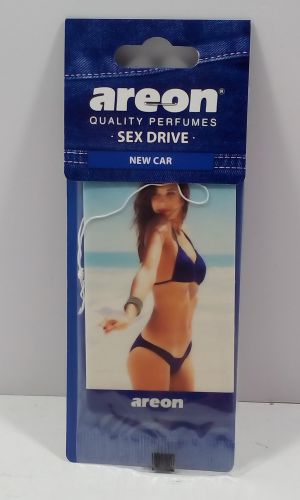 areon®
QUALITY PERFUMES
· SEX DRIVE ·
NEW CAR
areon